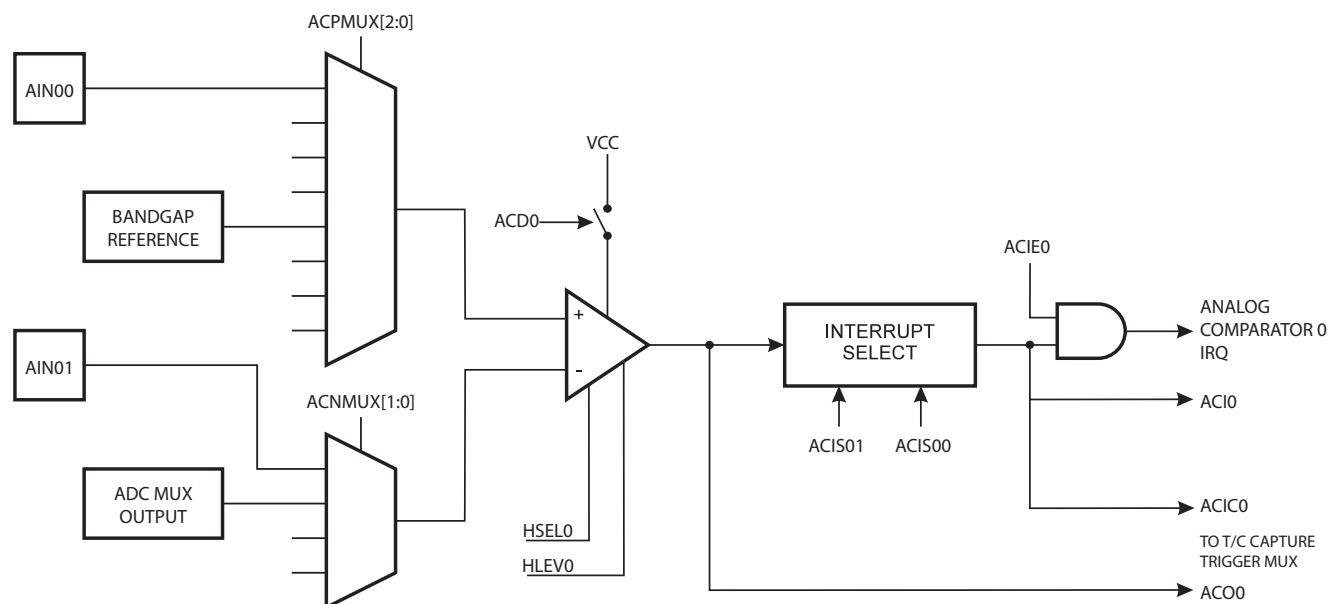 ACPMUX[2:0]
AIN00
BANDGAP
REFERENCE
VCC
ACD0
+
-
AIN01
ACNMUX[1:0]
ADC MUX
OUTPUT
HSEL0
HLEV0
INTERRUPT
SELECT
ACIS01
ACIS00
ACIE0
ANALOG
COMPARATOR 0
IRQ
ACI0
ACIC0
TO T/C CAPTURE
TRIGGER MUX
ACO0